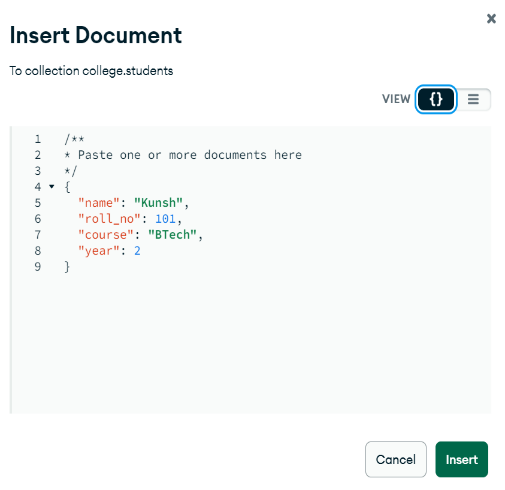 Insert Document
To collection college.students
VIEW {}
1 /**
2 * Paste one or more documents here
3 */
4 {
5 "name": "Kunsh",
6 "roll_no": 101,
7 "course": "BTech",
8 "year": 2
9 }
Cancel Insert